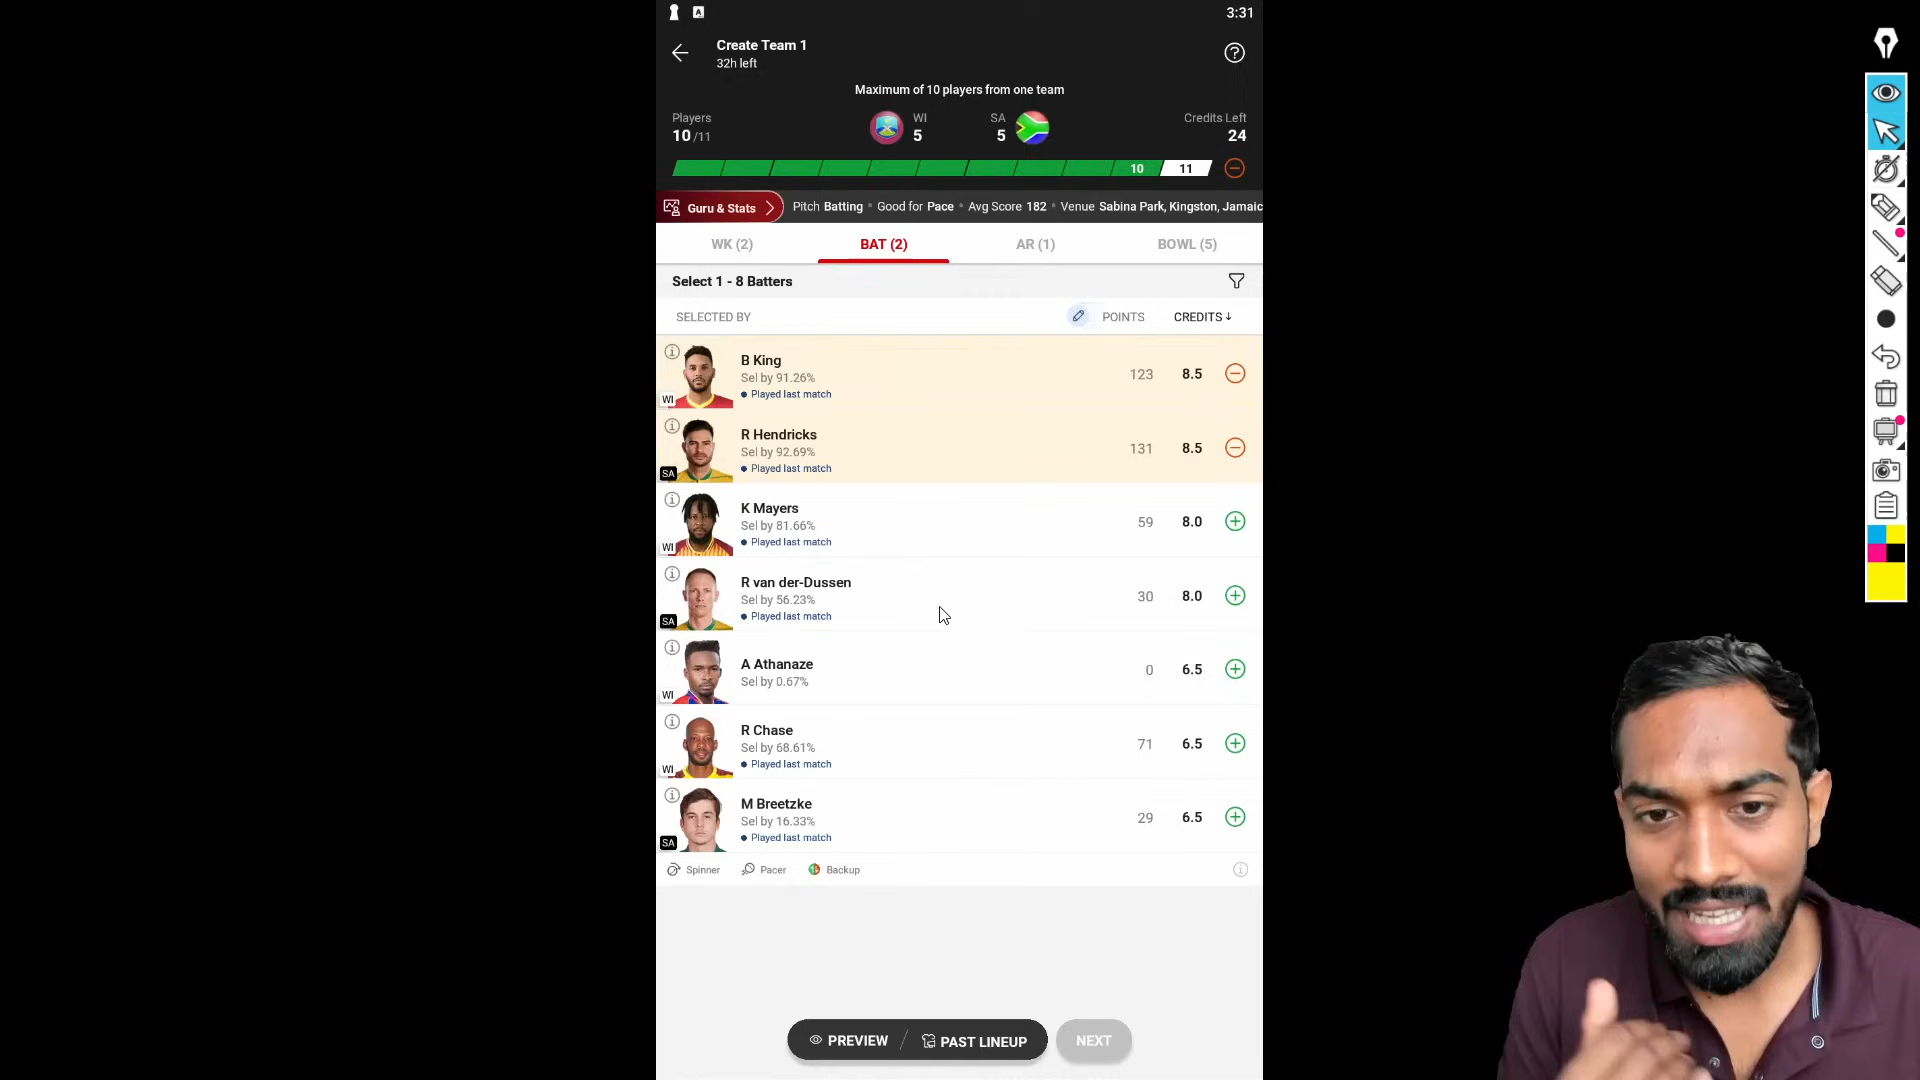 3:31
Create Team 1
32h left
Maximum of 10 players from one team
Players
10/11
WI
5
SA
5
Credits Left
24
10
11
Guru & Stats
Pitch Batting • Good for Pace • Avg Score 182 • Venue Sabina Park, Kingston, Jamaic
WK (2)
BAT (2)
AR (1)
BOWL (5)
Select 1 - 8 Batters
SELECTED BY
POINTS
CREDITS ↓
B King
Sel by 91.26%
Played last match
WI
123
8.5
R Hendricks
Sel by 92.69%
Played last match
SA
131
8.5
K Mayers
Sel by 81.66%
Played last match
WI
59
8.0
R van der-Dussen
Sel by 56.23%
Played last match
SA
30
8.0
A Athanaze
Sel by 0.67%
WI
0
6.5
R Chase
Sel by 68.61%
Played last match
WI
71
6.5
M Breetzke
Sel by 16.33%
Played last match
SA
29
6.5
Spinner
Pacer
Backup
PREVIEW
PAST LINEUP
NEXT